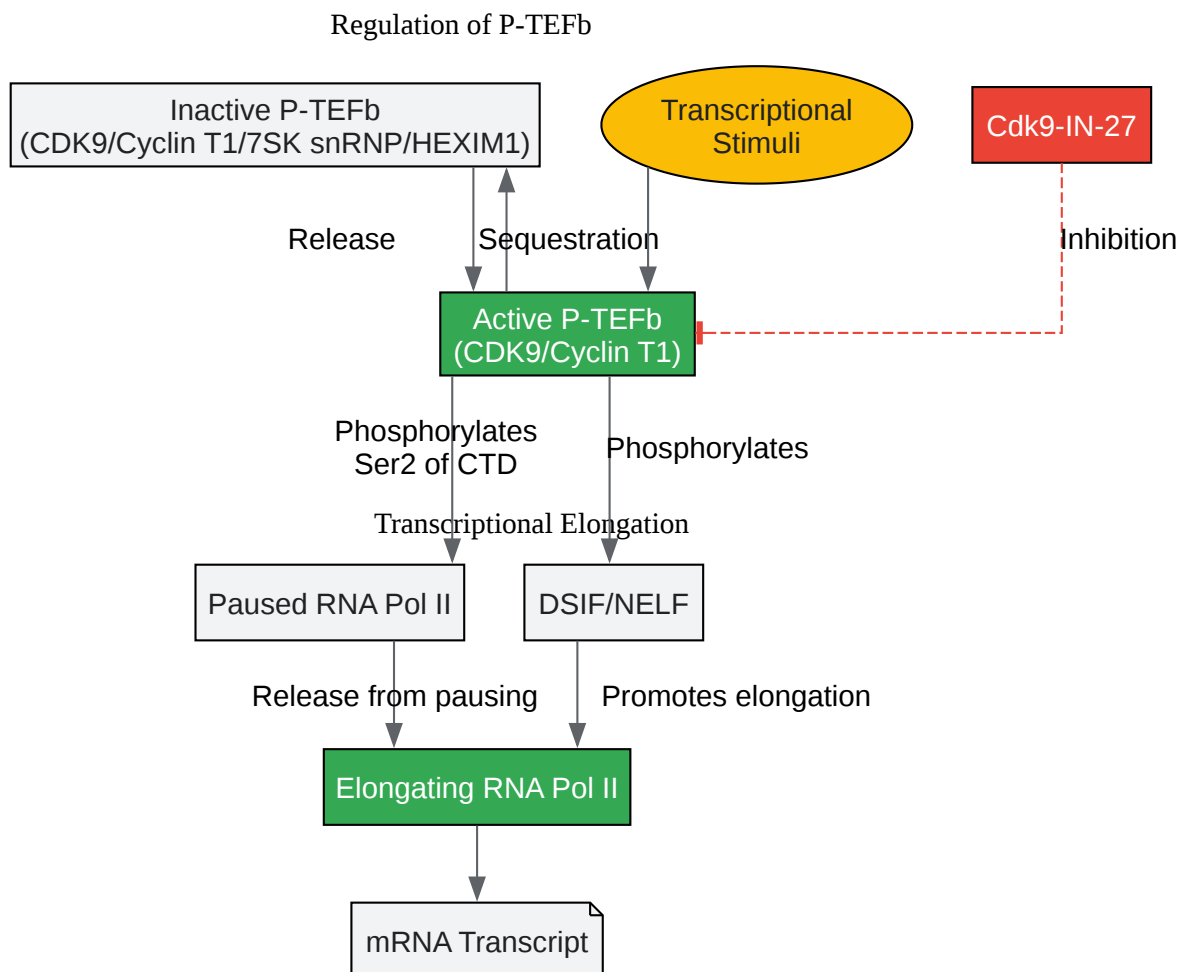 Regulation of P-TEFb
Inactive P-TEFb
(CDK9/Cyclin T1/7SK snRNP/HEXIM1)
Transcriptional
Stimuli
Cdk9-IN-27
Release
Sequestration
Inhibition
Active P-TEFb
(CDK9/Cyclin T1)
Phosphorylates
Ser2 of CTD
Phosphorylates
Transcriptional Elongation
Paused RNA Pol II
DSIF/NELF
Release from pausing
Promotes elongation
Elongating RNA Pol II
mRNA Transcript